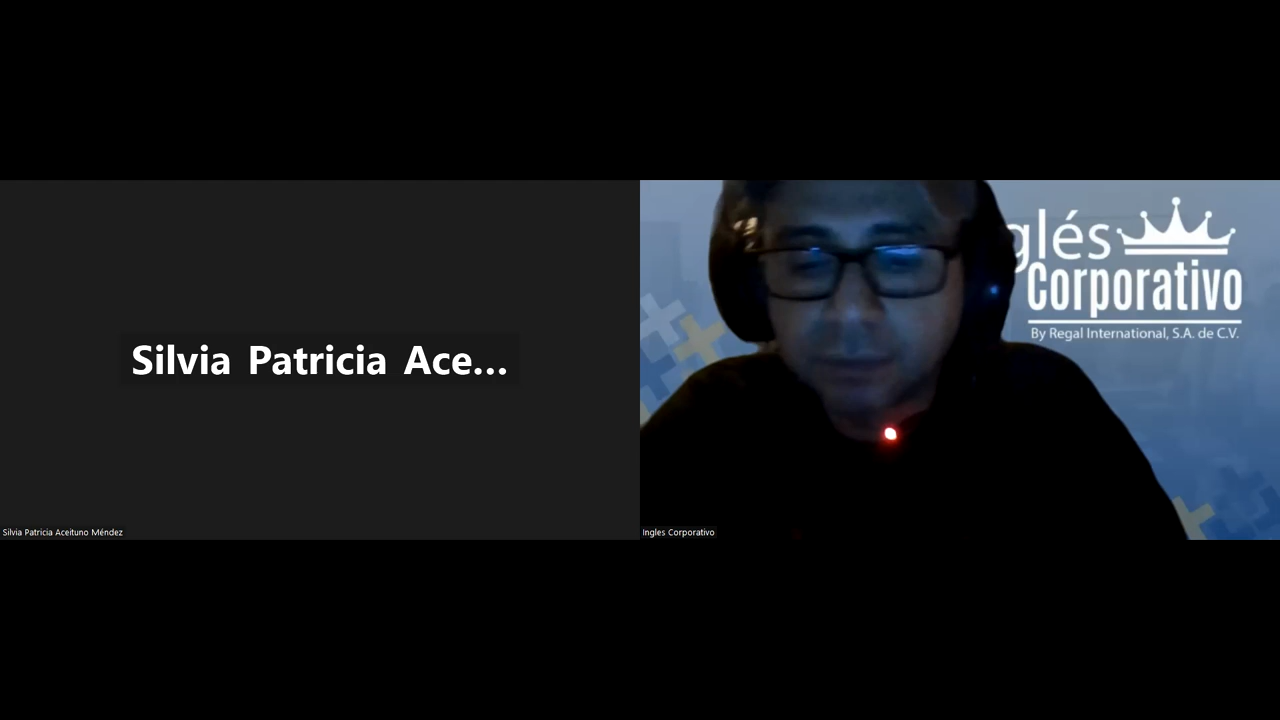 Silvia Patricia Ace...
Silvia Patricia Aceituno Méndez
glés
Corporativo
By Regal International, S.A. de C.V.
Ingles Corporativo